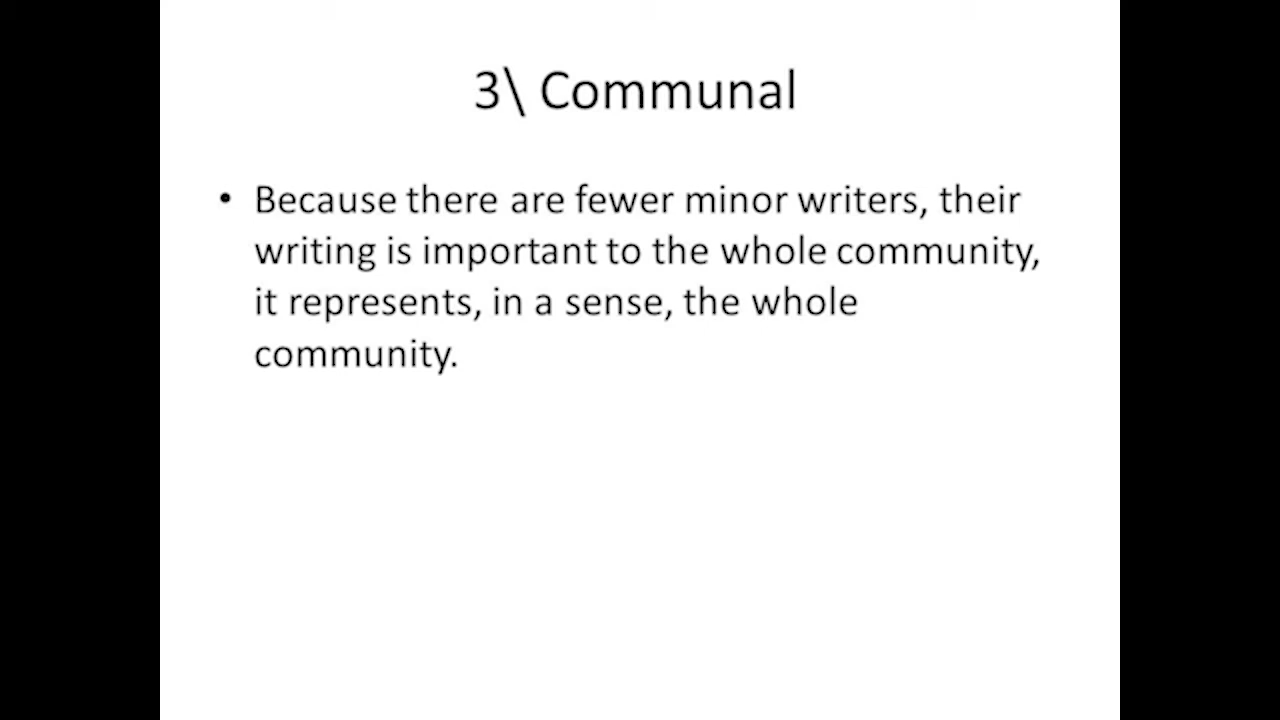 3\ Communal
• Because there are fewer minor writers, their
writing is important to the whole community,
it represents, in a sense, the whole
community.